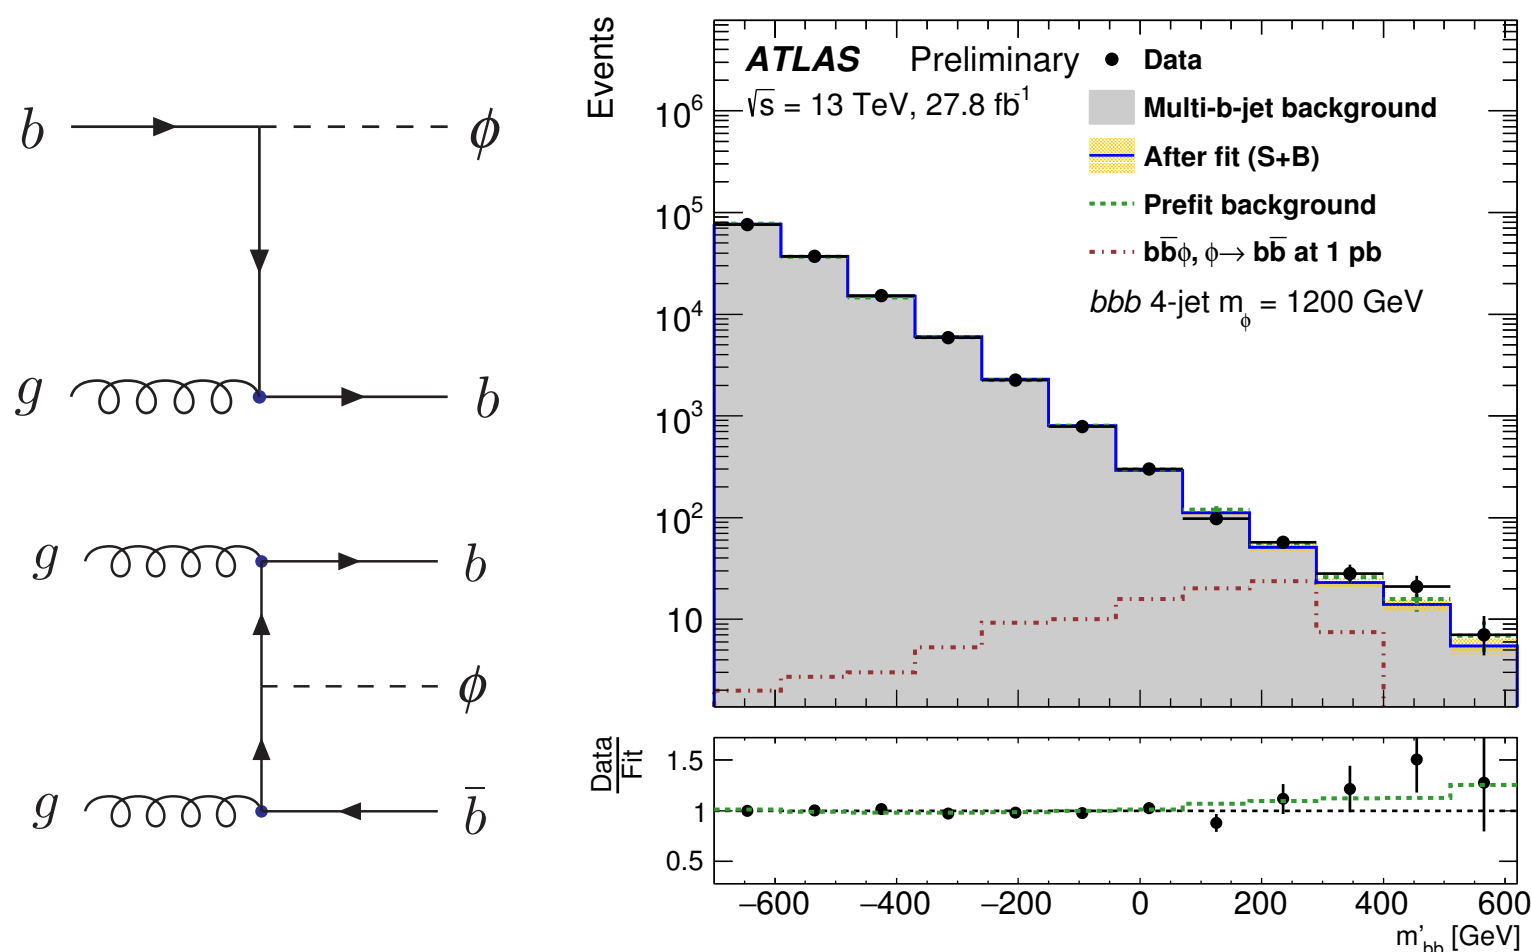 b
ϕ
g
b
g
b
ϕ
g
b̄
Events
10⁶
10⁵
10⁴
10³
10²
10
ATLAS Preliminary
√s = 13 TeV, 27.8 fb⁻¹
Data
Multi-b-jet background
After fit (S+B)
Prefit background
bb̄ϕ, ϕ→ bb̄ at 1 pb
bbb 4-jet m_ϕ = 1200 GeV
Data
Fit
1.5
1
0.5
−600 −400 −200 0 200 400 600
m'_bb [GeV]